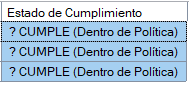 Estado de Cumplimiento
? CUMPLE (Dentro de Política)
? CUMPLE (Dentro de Política)
? CUMPLE (Dentro de Política)